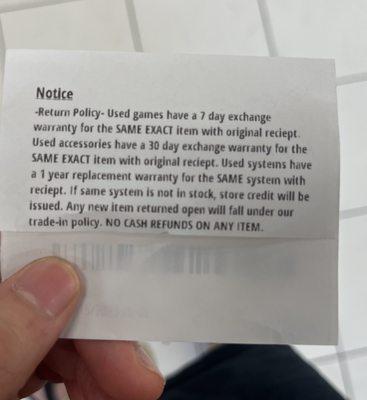 Notice
-Return Policy- Used games have a 7 day exchange
warranty for the SAME EXACT item with original reciept.
Used accessories have a 30 day exchange warranty for the
SAME EXACT item with original reciept. Used systems have
a 1 year replacement warranty for the SAME system with
reciept. If same system is not in stock, store credit will be
issued. Any new item returned open will fall under our
trade-in policy. NO CASH REFUNDS ON ANY ITEM.